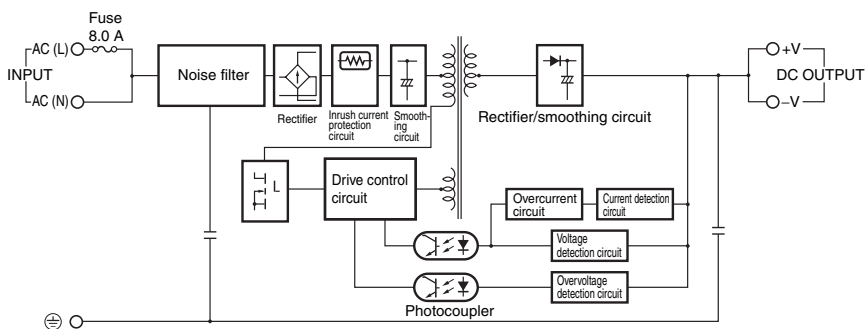 Fuse
8.0 A
AC (L)
INPUT
AC (N)
Noise filter
Rectifier
Inrush current
protection
circuit
Smooth-
ing
circuit
Rectifier/smoothing circuit
+V
DC OUTPUT
–V
Drive control
circuit
Overcurrent
circuit
Current detection
circuit
Voltage
detection circuit
Overvoltage
detection circuit
Photocoupler